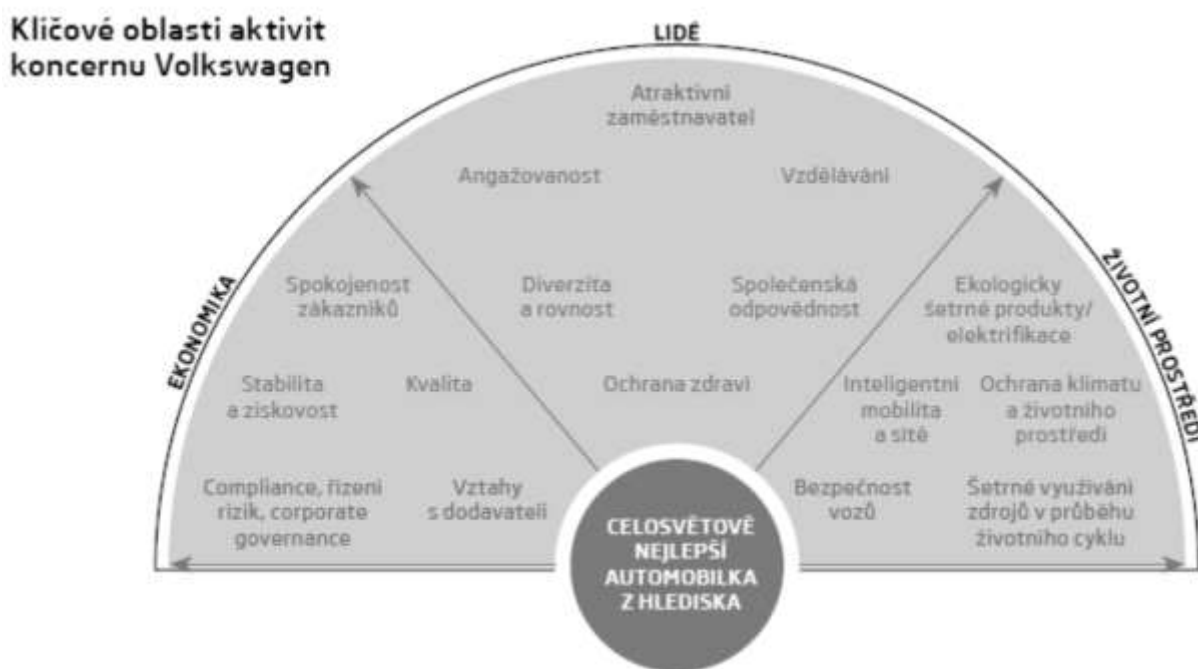 Klíčové oblasti aktivit
koncernu Volkswagen
LIDÉ
Atraktivní
zaměstnavatel
Angažovanost
Vzdělávání
EKONOMIKA
Spokojenost
zákazníků
Diverzita
a rovnost
Společenská
odpovědnost
Ekologicky
šetrné produkty/
elektrifikace
ŽIVOTNÍ PROSTŘEDÍ
Stabilita
a ziskovost
Kvalita
Ochrana zdraví
Inteligentní
mobilita
a sítě
Ochrana klimatu
a životního
prostředí
Compliance, řízení
rizik, corporate
governance
Vztahy
s dodavateli
Bezpečnost
vozů
Šetrné využívání
zdrojů v průběhu
životního cyklu
CELOSVĚTOVĚ
NEJLEPŠÍ
AUTOMOBILKA
Z HLEDISKA